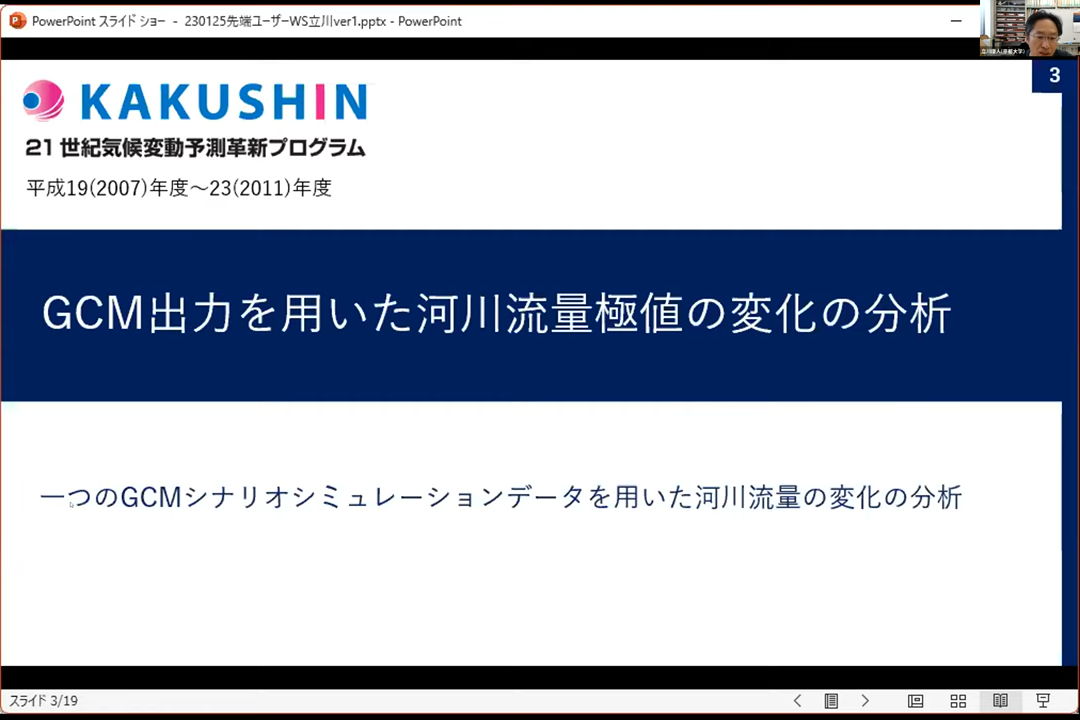 PowerPoint スライド ショー - 230125先端ユーザーWS立川ver1.pptx - PowerPoint
3
KAKUSHIN
21世紀気候変動予測革新プログラム
平成19(2007)年度～23(2011)年度
GCM出力を用いた河川流量極値の変化の分析
一つのGCMシナリオシミュレーションデータを用いた河川流量の変化の分析
スライド 3/19